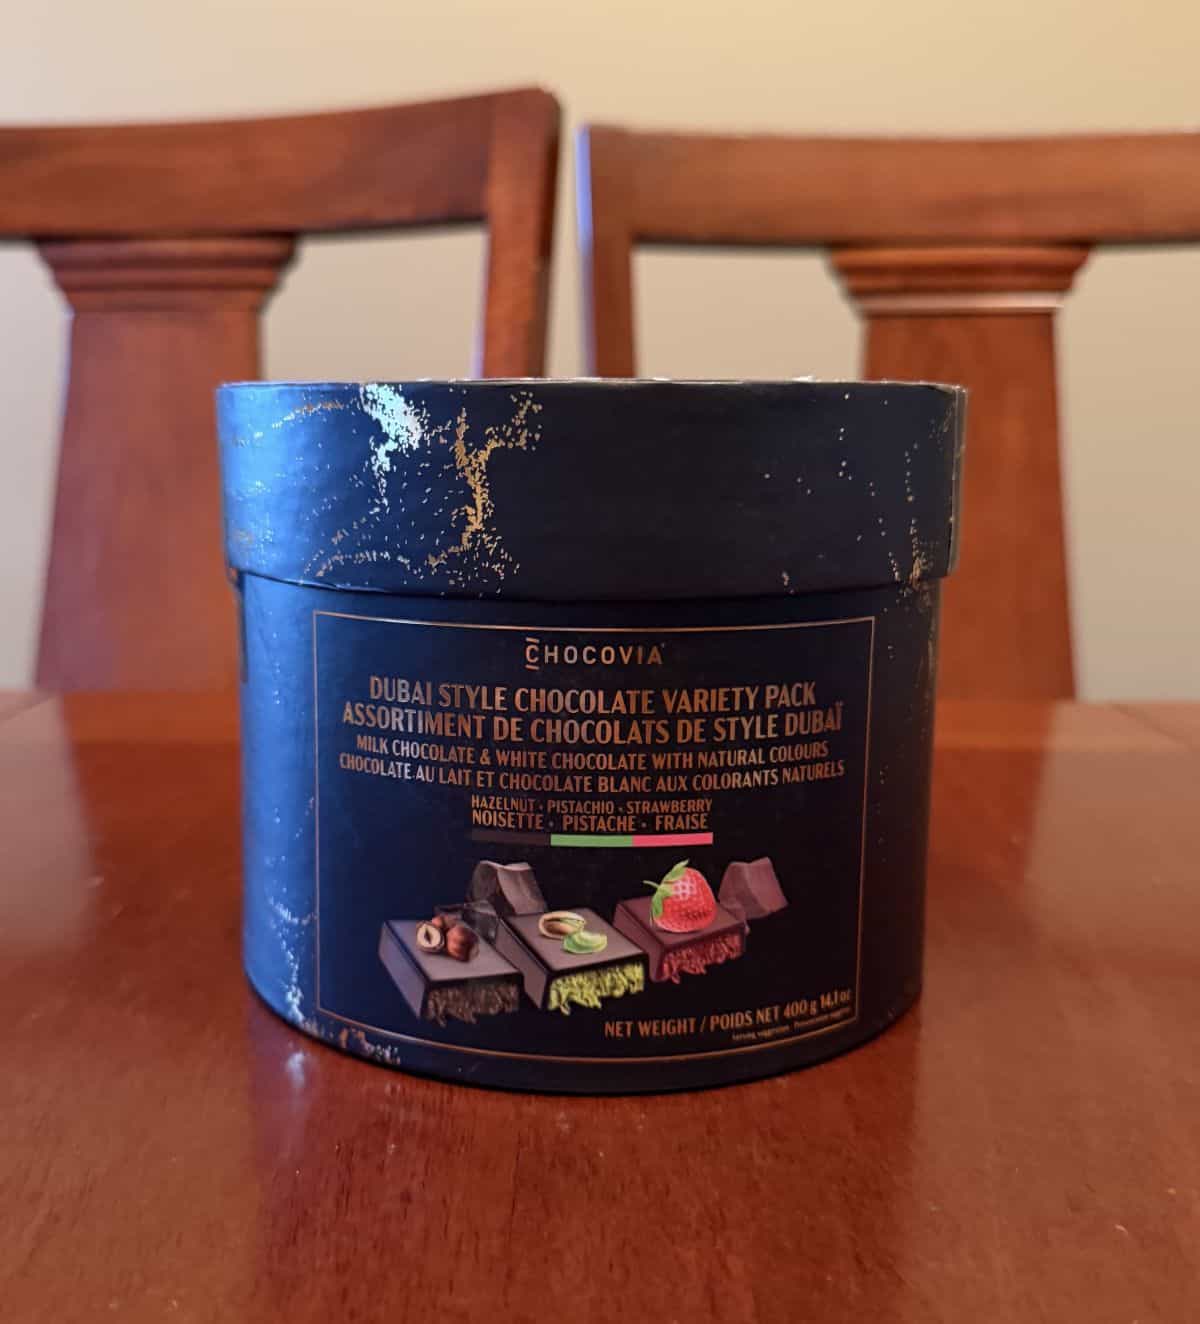 CHOCOVIA
DUBAI STYLE CHOCOLATE VARIETY PACK
ASSORTIMENT DE CHOCOLATS DE STYLE DUBAÏ
MILK CHOCOLATE & WHITE CHOCOLATE WITH NATURAL COLOURS
CHOCOLATE AU LAIT ET CHOCOLATE BLANC AUX COLORANTS NATURELS
HAZELNUT • PISTACHIO • STRAWBERRY
NOISETTE • PISTACHE • FRAISE
NET WEIGHT / POIDS NET 400 g 14,1 oz
Serving suggestion